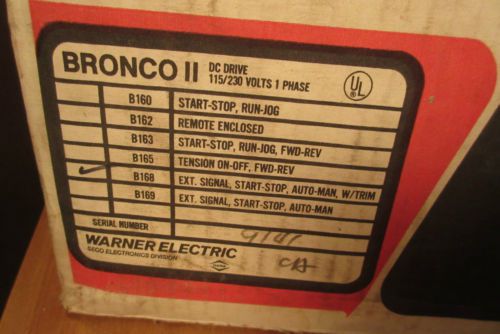 BRONCO II DC DRIVE
115/230 VOLTS 1 PHASE
UL
B160 START-STOP, RUN-JOG
B162 REMOTE ENCLOSED
B163 START-STOP, RUN-JOG, FWD-REV
B165 TENSION ON-OFF, FWD-REV
B168 EXT. SIGNAL, START-STOP, AUTO-MAN, W/TRIM
B169 EXT. SIGNAL, START-STOP, AUTO-MAN
SERIAL NUMBER
WARNER ELECTRIC
SECO ELECTRONICS DIVISION